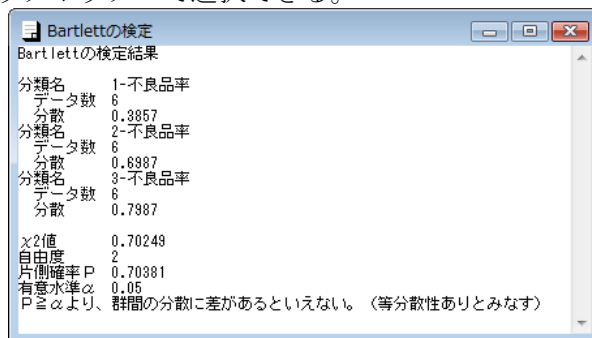 Bartlettの検定
Bartlettの検定結果
分類名 1-不良品率
データ数 6
分散 0.3857
分類名 2-不良品率
データ数 6
分散 0.6987
分類名 3-不良品率
データ数 6
分散 0.7987
χ2値 0.70249
自由度 2
片側確率Ｐ 0.70381
有意水準α 0.05
Ｐ≧αより、群間の分散に差があるといえない。（等分散性ありとみなす）